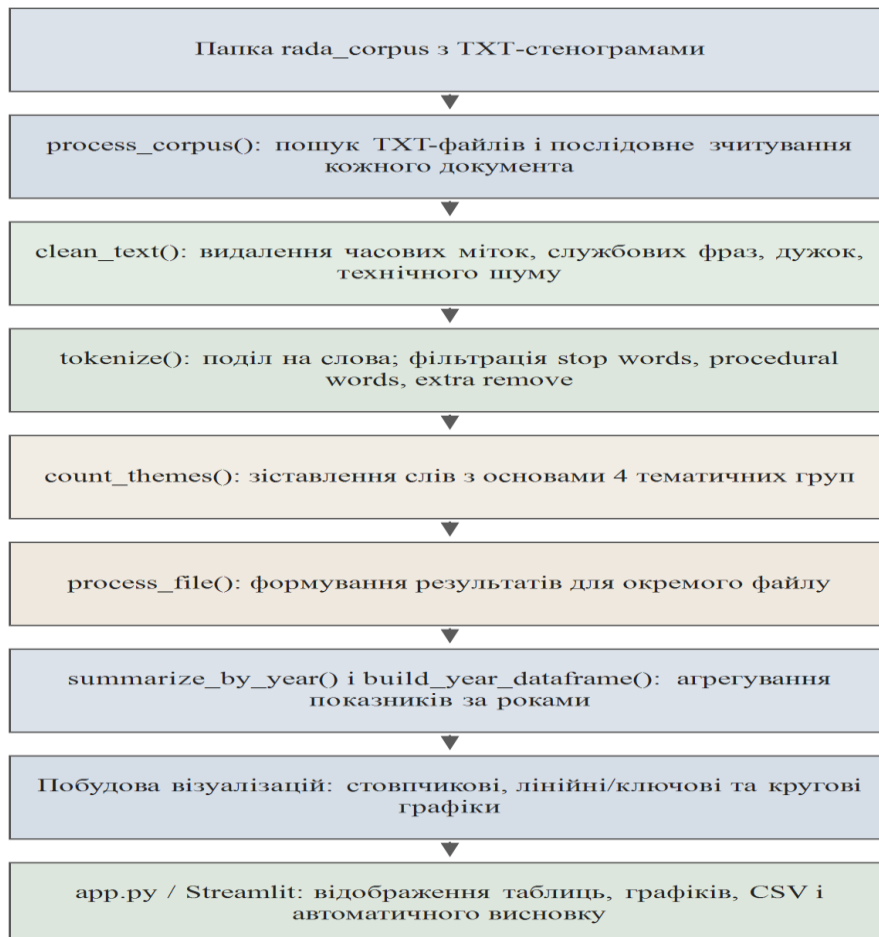 Папка rada_corpus з TXT-стенограмами
process_corpus(): пошук TXT-файлів і послідовне зчитування
кожного документа
clean_text(): видалення часових міток, службових фраз, дужок,
технічного шуму
tokenize(): поділ на слова; фільтрація stop words, procedural
words, extra remove
count_themes(): зіставлення слів з основами 4 тематичних груп
process_file(): формування результатів для окремого файлу
summarize_by_year() і build_year_dataframe(): агрегування
показників за роками
Побудова візуалізацій: стовпчикові, лінійні/ключові та кругові
графіки
app.py / Streamlit: відображення таблиць, графіків, CSV і
автоматичного висновку